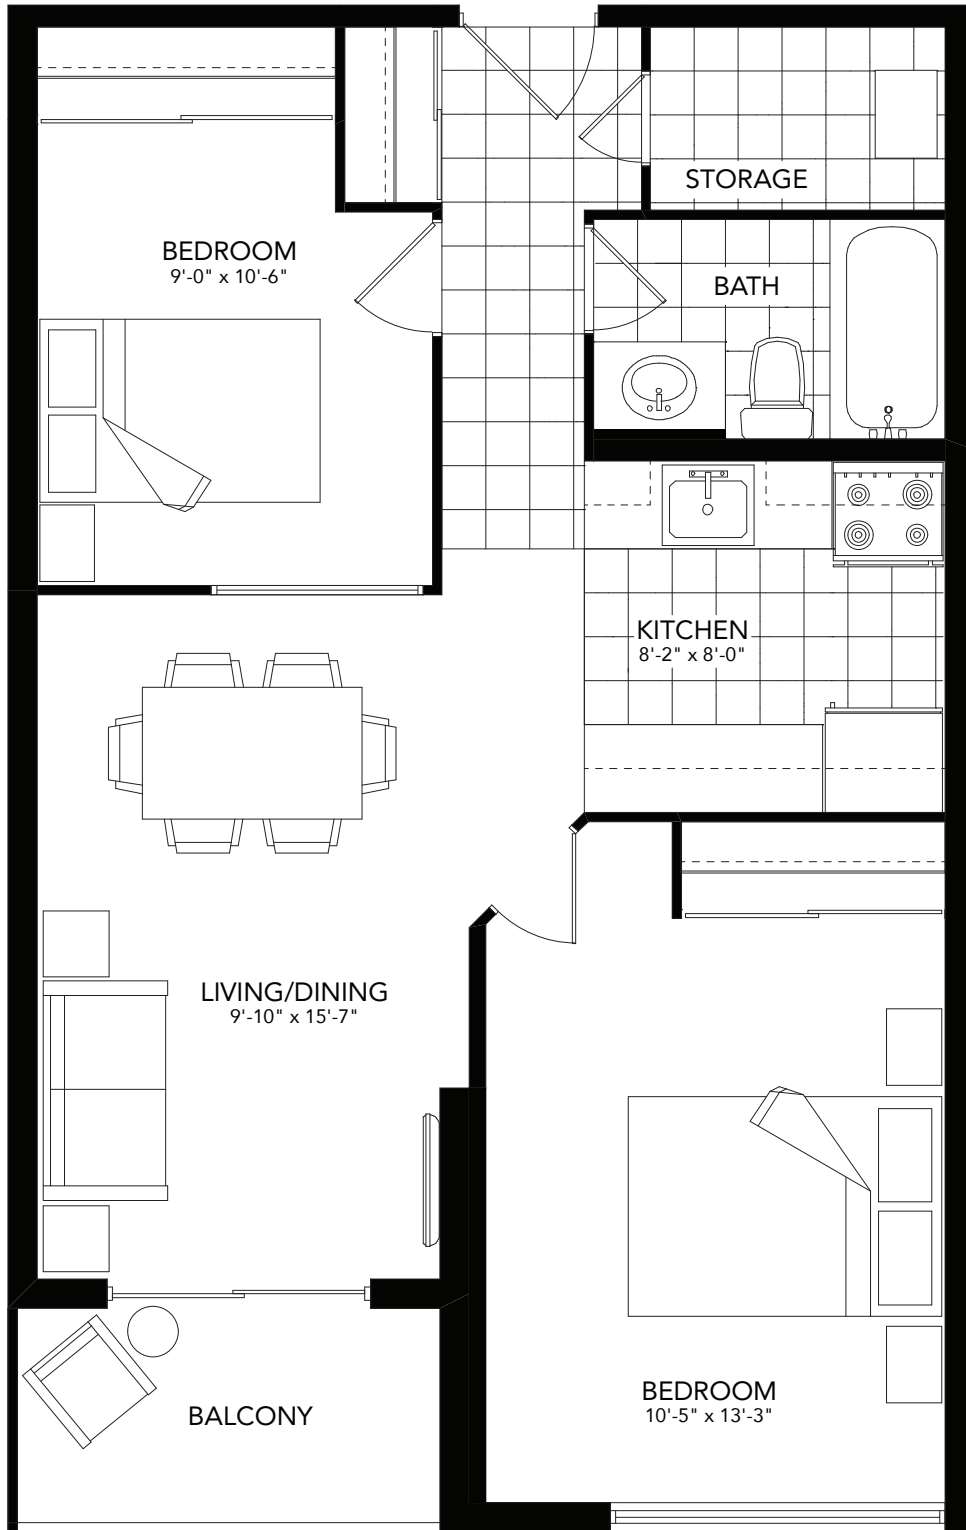 STORAGE
BEDROOM
9'-0" x 10'-6"
BATH
KITCHEN
8'-2" x 8'-0"
LIVING/DINING
9'-10" x 15'-7"
BEDROOM
10'-5" x 13'-3"
BALCONY